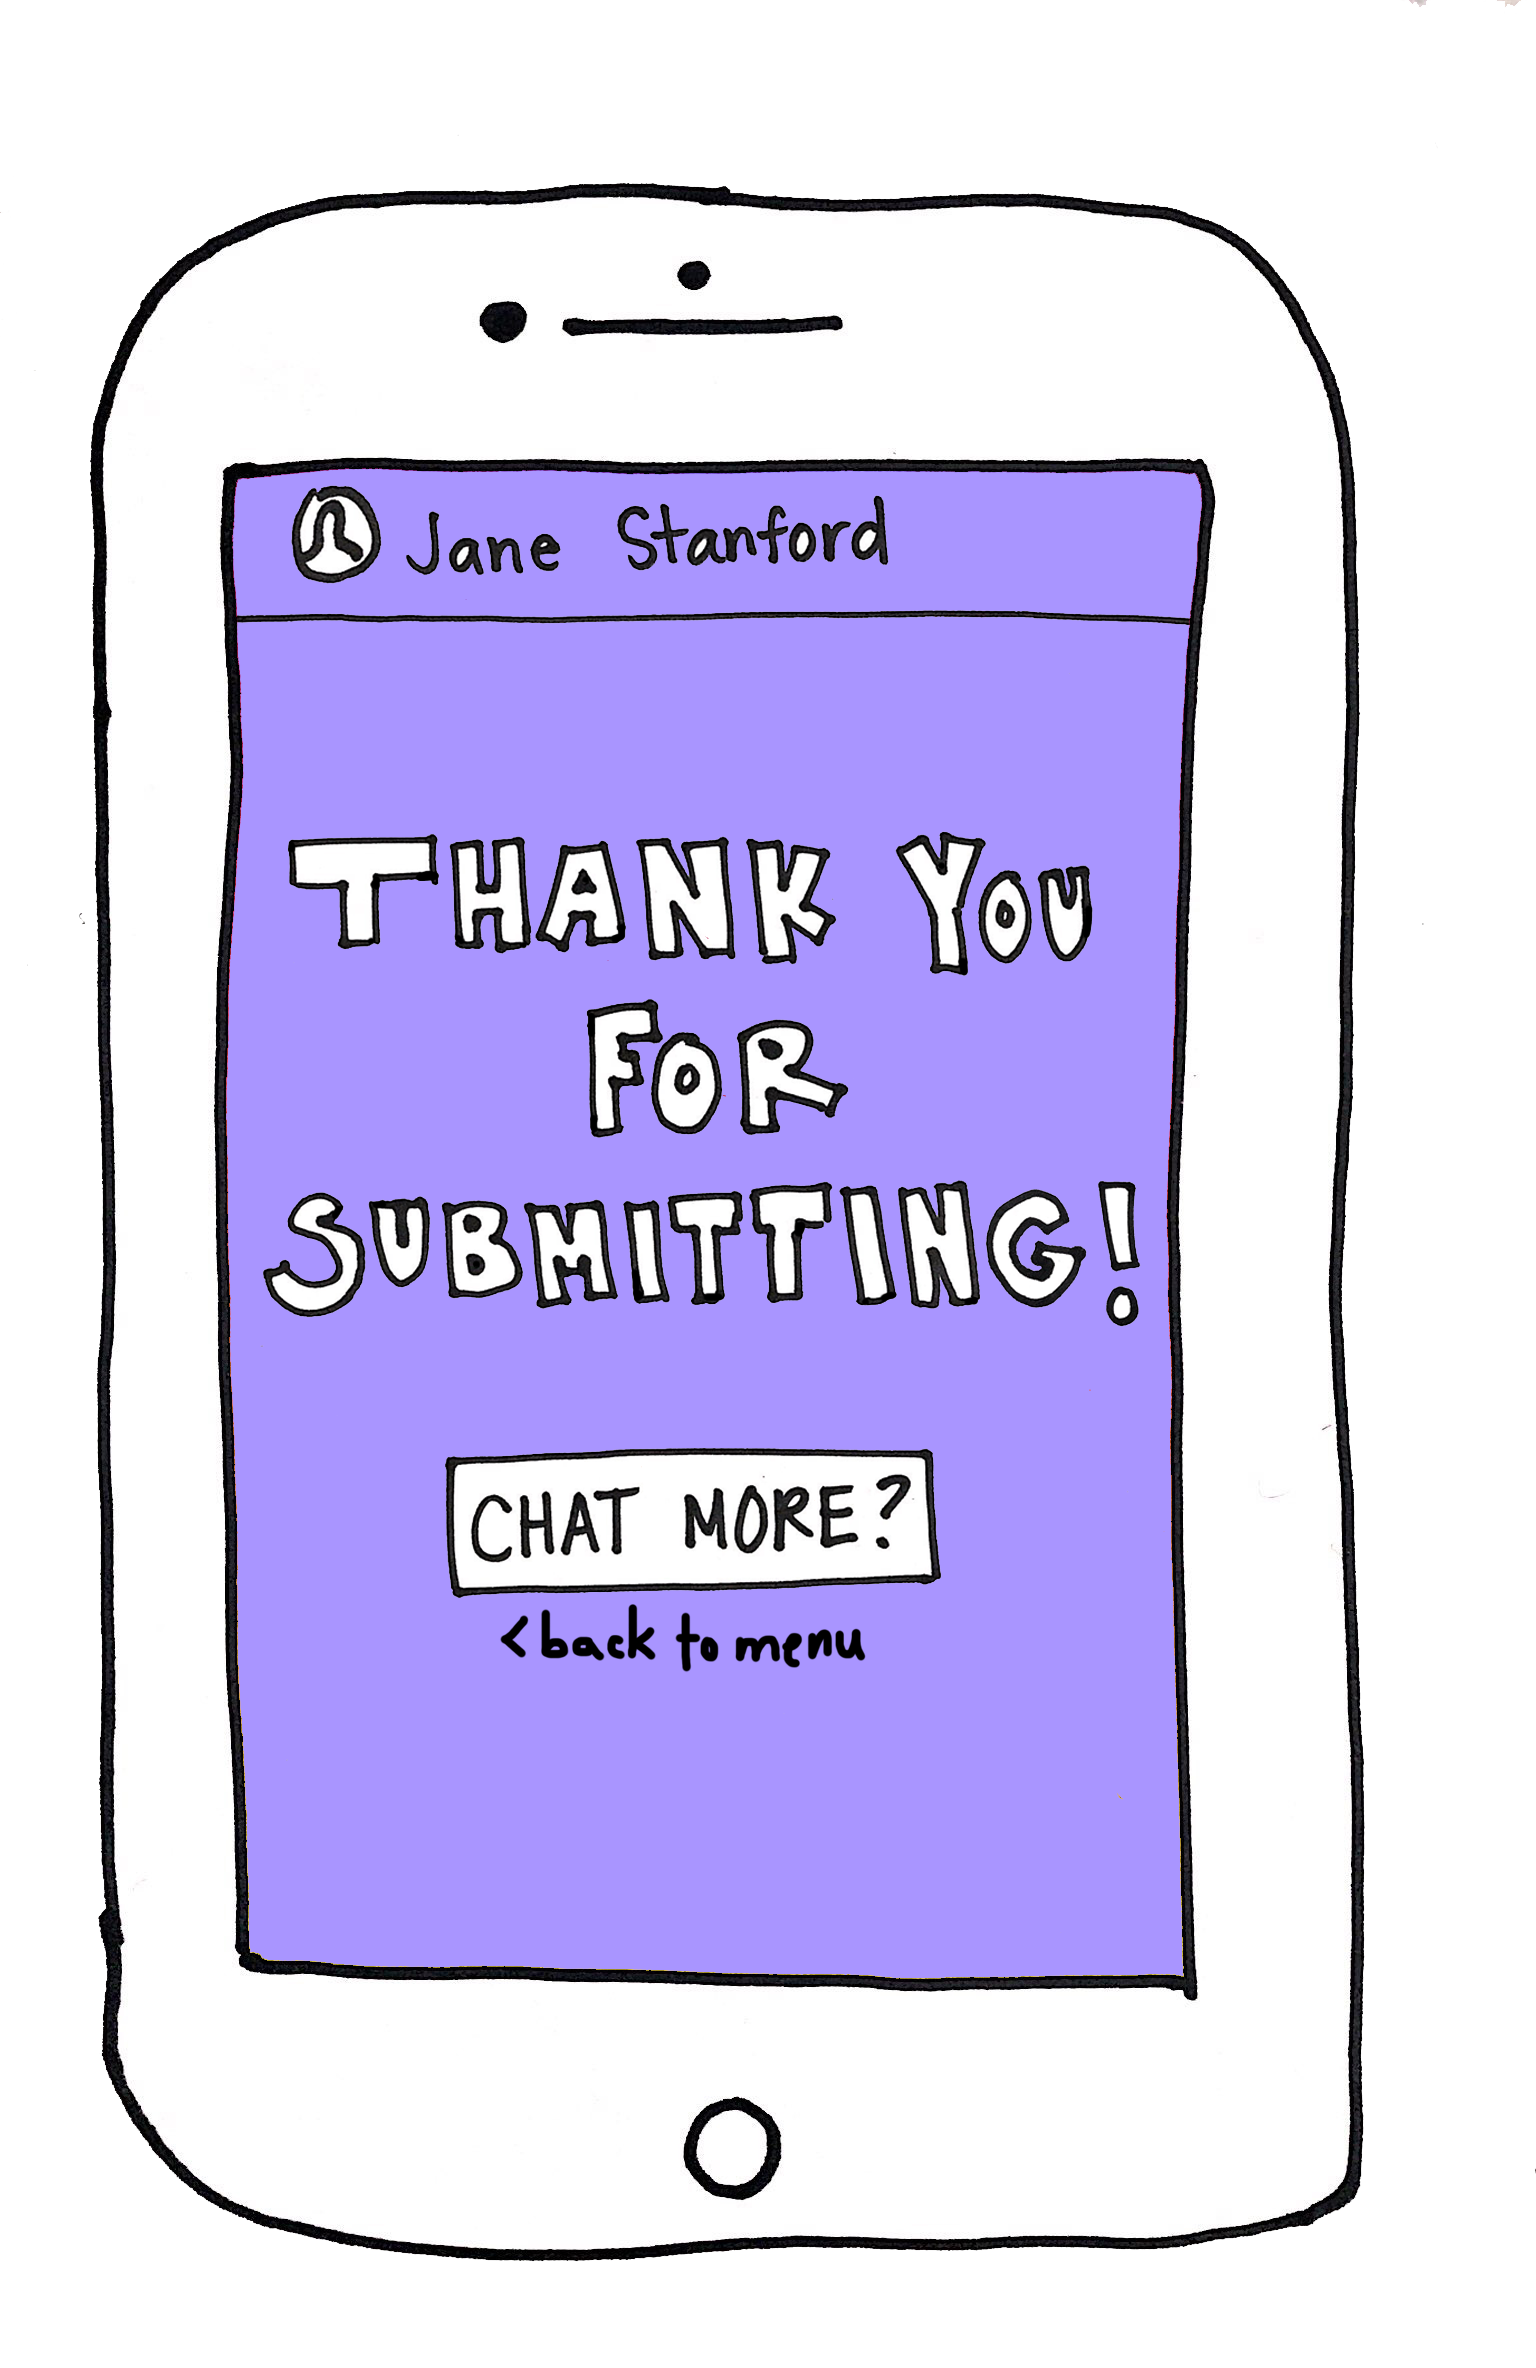 Jane Stanford
THANK YOU
FOR
SUBMITTING!
CHAT MORE?
<back to menu